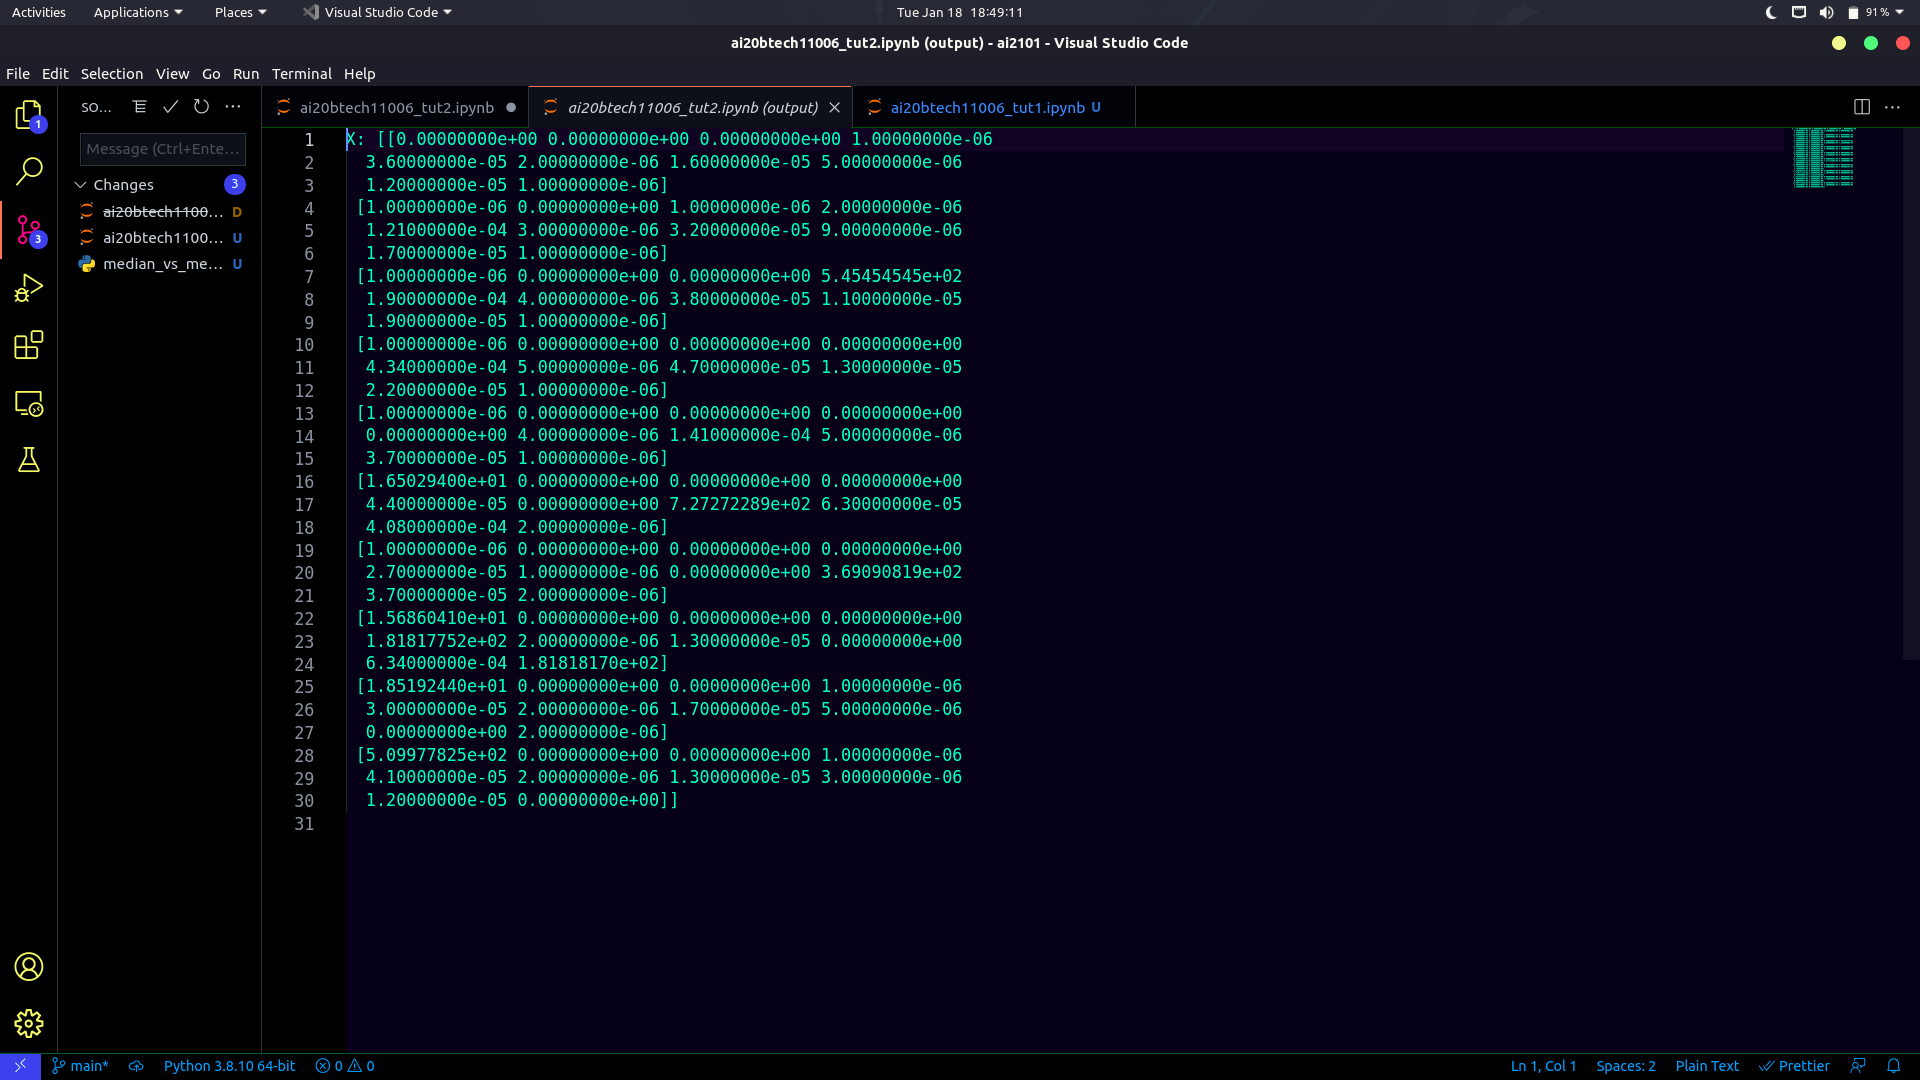 Activities Applications Places Visual Studio Code Tue Jan 18 18:49:11 91 %
ai20btech11006_tut2.ipynb (output) - ai2101 - Visual Studio Code
File Edit Selection View Go Run Terminal Help
SO... ai20btech11006_tut2.ipynb ai20btech11006_tut2.ipynb (output) ai20btech11006_tut1.ipynb U
Message (Ctrl+Ente...
Changes 3
ai20btech1100... D
ai20btech1100... U
median_vs_me... U
1
3
1 X: [[0.00000000e+00 0.00000000e+00 0.00000000e+00 1.00000000e-06
2 3.60000000e-05 2.00000000e-06 1.60000000e-05 5.00000000e-06
3 1.20000000e-05 1.00000000e-06]
4 [1.00000000e-06 0.00000000e+00 1.00000000e-06 2.00000000e-06
5 1.21000000e-04 3.00000000e-06 3.20000000e-05 9.00000000e-06
6 1.70000000e-05 1.00000000e-06]
7 [1.00000000e-06 0.00000000e+00 0.00000000e+00 5.45454545e+02
8 1.90000000e-04 4.00000000e-06 3.80000000e-05 1.10000000e-05
9 1.90000000e-05 1.00000000e-06]
10 [1.00000000e-06 0.00000000e+00 0.00000000e+00 0.00000000e+00
11 4.34000000e-04 5.00000000e-06 4.70000000e-05 1.30000000e-05
12 2.20000000e-05 1.00000000e-06]
13 [1.00000000e-06 0.00000000e+00 0.00000000e+00 0.00000000e+00
14 0.00000000e+00 4.00000000e-06 1.41000000e-04 5.00000000e-06
15 3.70000000e-05 1.00000000e-06]
16 [1.65029400e+01 0.00000000e+00 0.00000000e+00 0.00000000e+00
17 4.40000000e-05 0.00000000e+00 7.27272289e+02 6.30000000e-05
18 4.08000000e-04 2.00000000e-06]
19 [1.00000000e-06 0.00000000e+00 0.00000000e+00 0.00000000e+00
20 2.70000000e-05 1.00000000e-06 0.00000000e+00 3.69090819e+02
21 3.70000000e-05 2.00000000e-06]
22 [1.56860410e+01 0.00000000e+00 0.00000000e+00 0.00000000e+00
23 1.81817752e+02 2.00000000e-06 1.30000000e-05 0.00000000e+00
24 6.34000000e-04 1.81818170e+02]
25 [1.85192440e+01 0.00000000e+00 0.00000000e+00 1.00000000e-06
26 3.00000000e-05 2.00000000e-06 1.70000000e-05 5.00000000e-06
27 0.00000000e+00 2.00000000e-06]
28 [5.09977825e+02 0.00000000e+00 0.00000000e+00 1.00000000e-06
29 4.10000000e-05 2.00000000e-06 1.30000000e-05 3.00000000e-06
30 1.20000000e-05 0.00000000e+00]]
31
main* Python 3.8.10 64-bit 0 0 Ln 1, Col 1 Spaces: 2 Plain Text Prettier